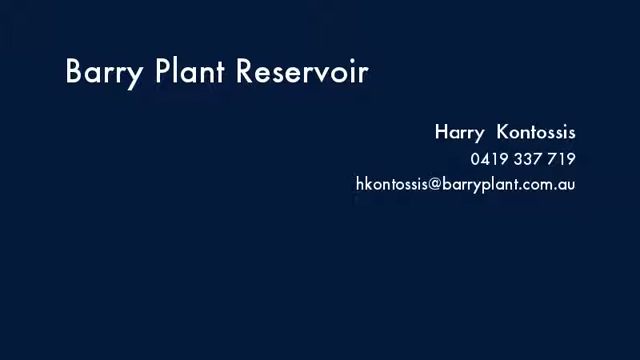 Barry Plant Reservoir
Harry Kontossis
0419 337 719
hkontossis@barryplant.com.au